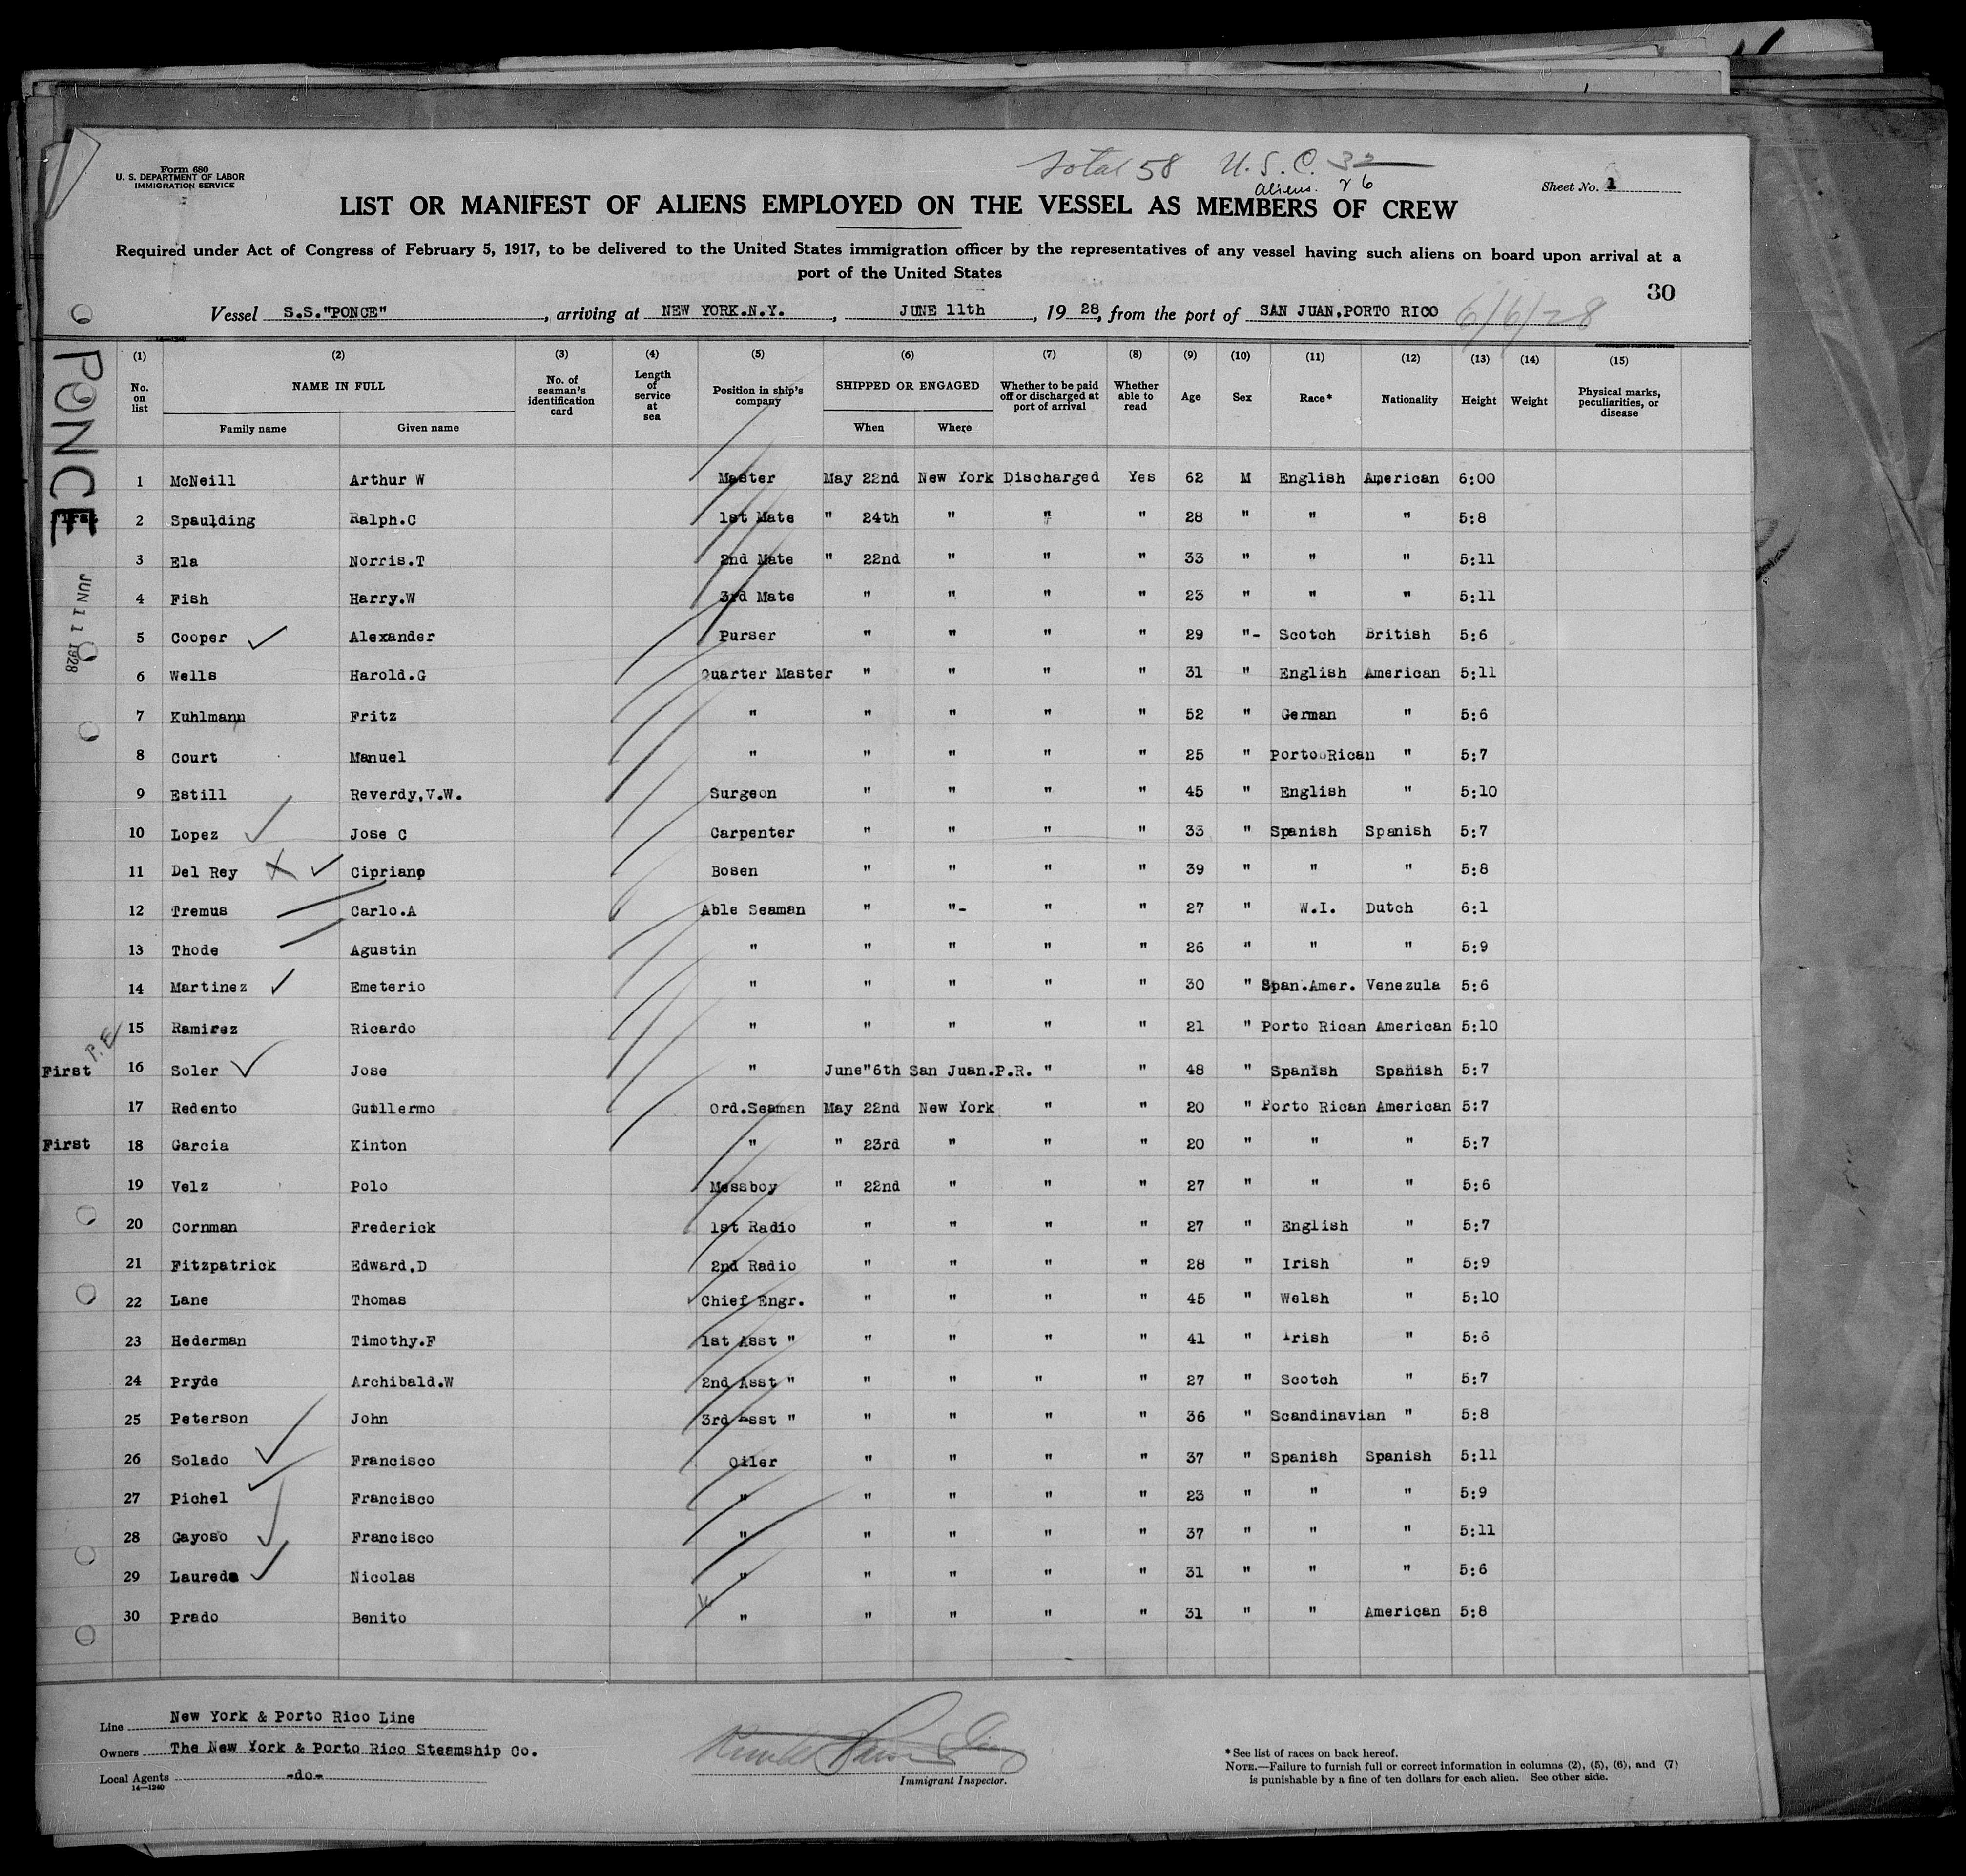 Total 58 U.S.C. 32
Aliens. 26
Form 680
U. S. DEPARTMENT OF LABOR
IMMIGRATION SERVICE
Sheet No. 1
LIST OR MANIFEST OF ALIENS EMPLOYED ON THE VESSEL AS MEMBERS OF CREW
Required under Act of Congress of February 5, 1917, to be delivered to the United States immigration officer by the representatives of any vessel having such aliens on board upon arrival at a
port of the United States
30
Vessel S.S."PONCE", arriving at NEW YORK.N.Y., JUNE 11th, 1928, from the port of SAN JUAN,PORTO RICO 6/6/28
PONCE
JUN 11 1928
(1) (2) (3) (4) (5) (6) (7) (8) (9) (10) (11) (12) (13) (14) (15)
No. on list NAME IN FULL No. of seaman's identification card Length of service at sea Position in ship's company SHIPPED OR ENGAGED Whether to be paid off or discharged at port of arrival Whether able to read Age Sex Race* Nationality Height Weight Physical marks, peculiarities, or disease
Family name Given name When Where
1 McNeill Arthur W Master May 22nd New York Discharged Yes 62 M English American 6:00
First 2 Spaulding Ralph.C 1st Mate " 24th " " " 28 " " " 5:8
3 Ela Norris.T 2nd Mate " 22nd " " " 33 " " " 5:11
4 Fish Harry.W 3rd Mate " " " " 23 " " " 5:11
5 Cooper Alexander Purser " " " " 29 "- Scotch British 5:6
6 Wells Harold.G Quarter Master " " " " 31 " English American 5:11
7 Kuhlmann Fritz " " " " " 52 " German " 5:6
8 Court Manuel " " " " " 25 " Porto Rican " 5:7
9 Estill Reverdy,V.W. Surgeon " " " " 45 " English " 5:10
10 Lopez Jose C Carpenter " " " " 33 " Spanish Spanish 5:7
11 Del Rey Cipriano Bosen " " " " 39 " " " 5:8
12 Tremus Carlo.A Able Seaman " "- " " 27 " W.I. Dutch 6:1
13 Thode Agustin " " " " " 26 " " " 5:9
14 Martinez Emeterio " " " " " 30 " Span.Amer. Venezula 5:6
15 Ramirez Ricardo " " " " " 21 " Porto Rican American 5:10
P.E
First 16 Soler Jose " June"6th San Juan.P.R. " " 48 " Spanish Spanish 5:7
17 Redento Guillermo Ord.Seaman May 22nd New York " " 20 " Porto Rican American 5:7
First 18 Garcia Kinton " " 23rd " " " 20 " " " 5:7
19 Velz Polo Messboy " 22nd " " " 27 " " " 5:6
20 Cornman Frederick 1st Radio " " " " 27 " English " 5:7
21 Fitzpatrick Edward,D 2nd Radio " " " " 28 " Irish " 5:9
22 Lane Thomas Chief Engr. " " " " 45 " Welsh " 5:10
23 Hederman Timothy.F 1st Asst " " " " " 41 " Irish " 5:6
24 Pryde Archibald.W 2nd Asst " " " " " 27 " Scotch " 5:7
25 Peterson John 3rd Asst " " " " " 36 " Scandinavian " 5:8
26 Solado Francisco Oiler " " " " 37 " Spanish Spanish 5:11
27 Pichel Francisco " " " " " 23 " " " 5:9
28 Gayoso Francisco " " " " " 37 " " " 5:11
29 Laureda Nicolas " " " " " 31 " " " 5:6
30 Prado Benito " " " " " 31 " " American 5:8
Line New York & Porto Rico Line
Owners The New York & Porto Rico Steamship Co.
Local Agents -do-
14—1240
Immigrant Inspector.
* See list of races on back hereof.
NOTE.—Failure to furnish full or correct information in columns (2), (5), (6), and (7)
is punishable by a fine of ten dollars for each alien. See other side.